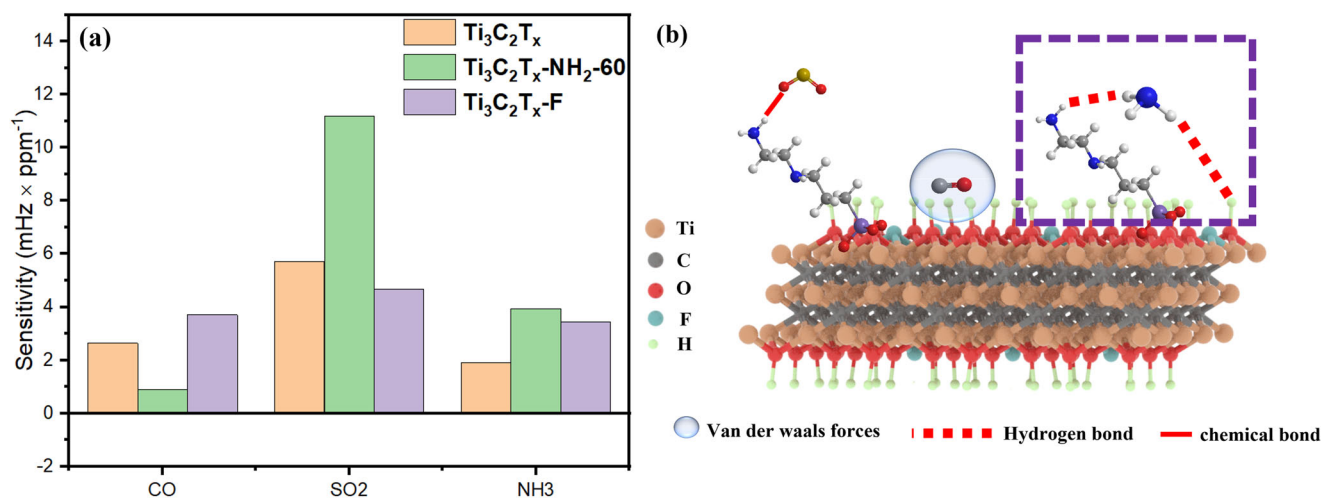 (a)
Ti₃C₂Tₓ
Ti₃C₂Tₓ-NH₂-60
Ti₃C₂Tₓ-F
Sensitivity (mHz × ppm⁻¹)
14
12
10
8
6
4
2
0
-2
CO
SO2
NH3
(b)
Ti
C
O
F
H
Van der waals forces
Hydrogen bond
chemical bond